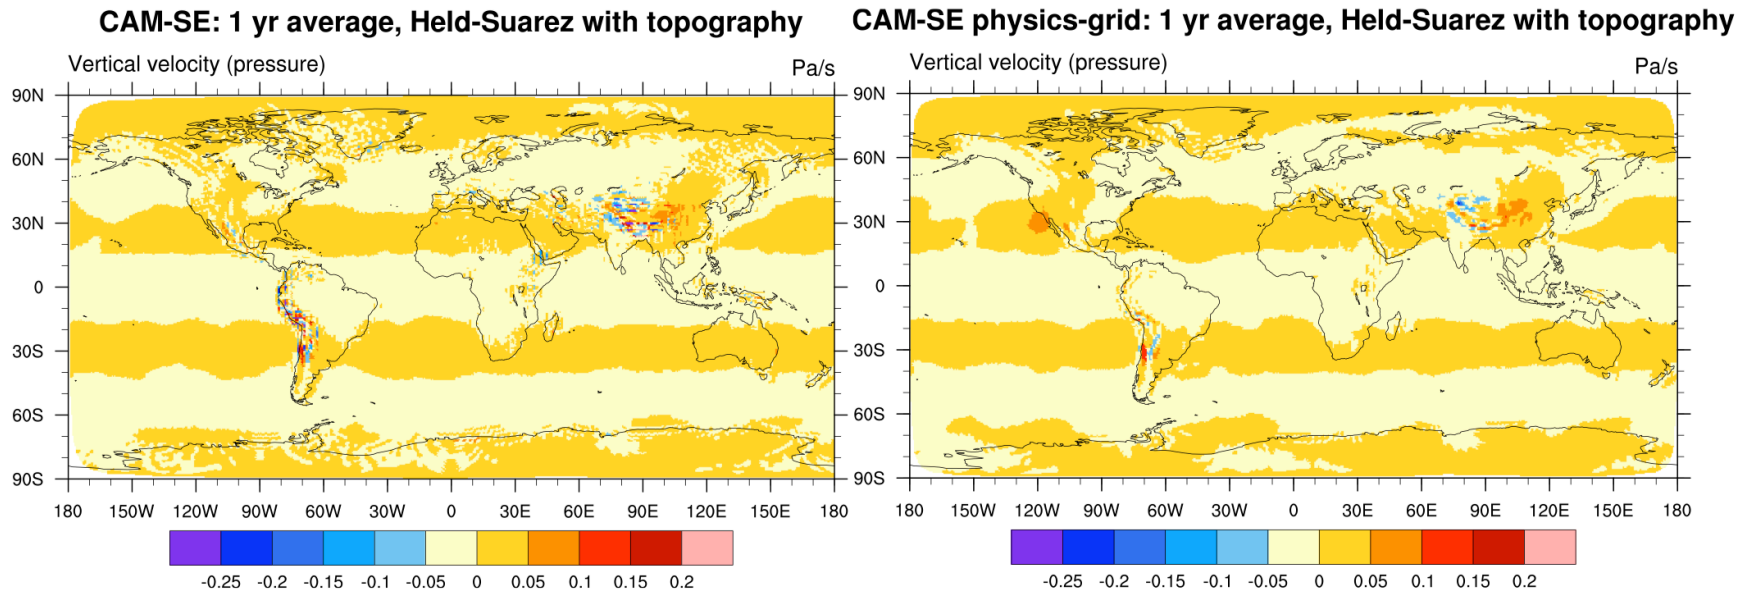 CAM-SE: 1 yr average, Held-Suarez with topography
Vertical velocity (pressure) Pa/s
90N
60N
30N
0
30S
60S
90S
180 150W 120W 90W 60W 30W 0 30E 60E 90E 120E 150E 180
-0.25 -0.2 -0.15 -0.1 -0.05 0 0.05 0.1 0.15 0.2
CAM-SE physics-grid: 1 yr average, Held-Suarez with topography
Vertical velocity (pressure) Pa/s
90N
60N
30N
0
30S
60S
90S
180 150W 120W 90W 60W 30W 0 30E 60E 90E 120E 150E 180
-0.25 -0.2 -0.15 -0.1 -0.05 0 0.05 0.1 0.15 0.2